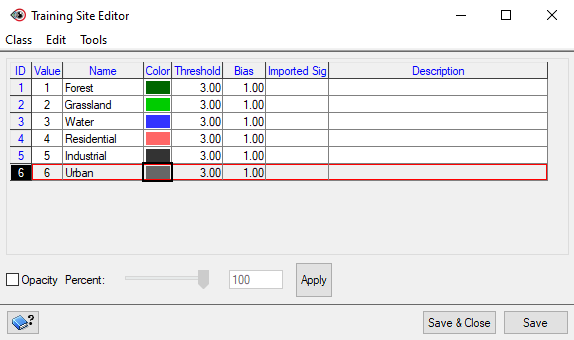 Training Site Editor
Class Edit Tools
ID Value Name Color Threshold Bias Imported Sig Description
1 1 Forest 3.00 1.00
2 2 Grassland 3.00 1.00
3 3 Water 3.00 1.00
4 4 Residential 3.00 1.00
5 5 Industrial 3.00 1.00
6 6 Urban 3.00 1.00
Opacity Percent: 100 Apply
? Save & Close Save